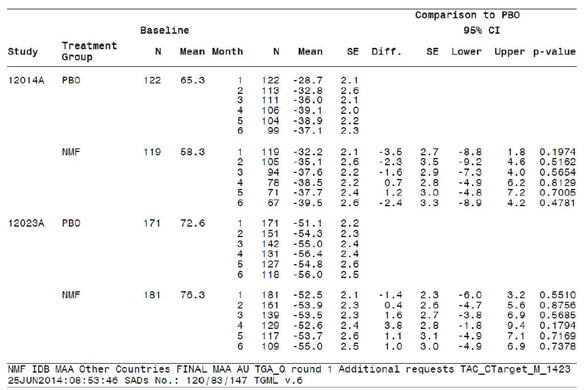 Comparison to PBO
Baseline 95% CI
Study Treatment Group N Mean Month N Mean SE Diff. SE Lower Upper p-value
12014A PBO 122 65.3 1 122 -28.7 2.1
2 113 -32.8 2.6
3 111 -36.0 2.1
4 106 -39.1 2.0
5 104 -38.9 2.2
6 99 -37.1 2.3
NMF 119 58.3 1 119 -32.2 2.1 -3.5 2.7 -8.8 1.8 0.1974
2 105 -35.1 2.6 -2.3 3.5 -9.2 4.6 0.5162
3 94 -37.6 2.2 -1.6 2.9 -7.3 4.0 0.5654
4 78 -38.5 2.2 0.7 2.8 -4.9 6.2 0.8129
5 71 -37.7 2.4 1.2 3.0 -4.8 7.2 0.7005
6 67 -39.5 2.6 -2.4 3.3 -8.9 4.2 0.4781
12023A PBO 171 72.6 1 171 -51.1 2.2
2 151 -54.3 2.3
3 142 -55.0 2.4
4 131 -56.4 2.4
5 127 -54.8 2.6
6 118 -56.0 2.5
NMF 181 76.3 1 181 -52.5 2.1 -1.4 2.3 -6.0 3.2 0.5510
2 161 -53.9 2.3 0.4 2.6 -4.7 5.6 0.8756
3 139 -53.5 2.3 1.6 2.7 -3.8 6.9 0.5685
4 129 -52.6 2.4 3.8 2.8 -1.8 9.4 0.1794
5 117 -53.7 2.6 1.1 3.1 -4.9 7.1 0.7169
6 109 -55.0 2.5 1.0 3.0 -4.9 6.9 0.7378
NMF IDB MAA Other Countries FINAL MAA AU TGA_Q round 1 Additional requests TAC_CTarget_M_1423
25JUN2014:08:53:46 SADs No.: 120/83/147 TGML v.6